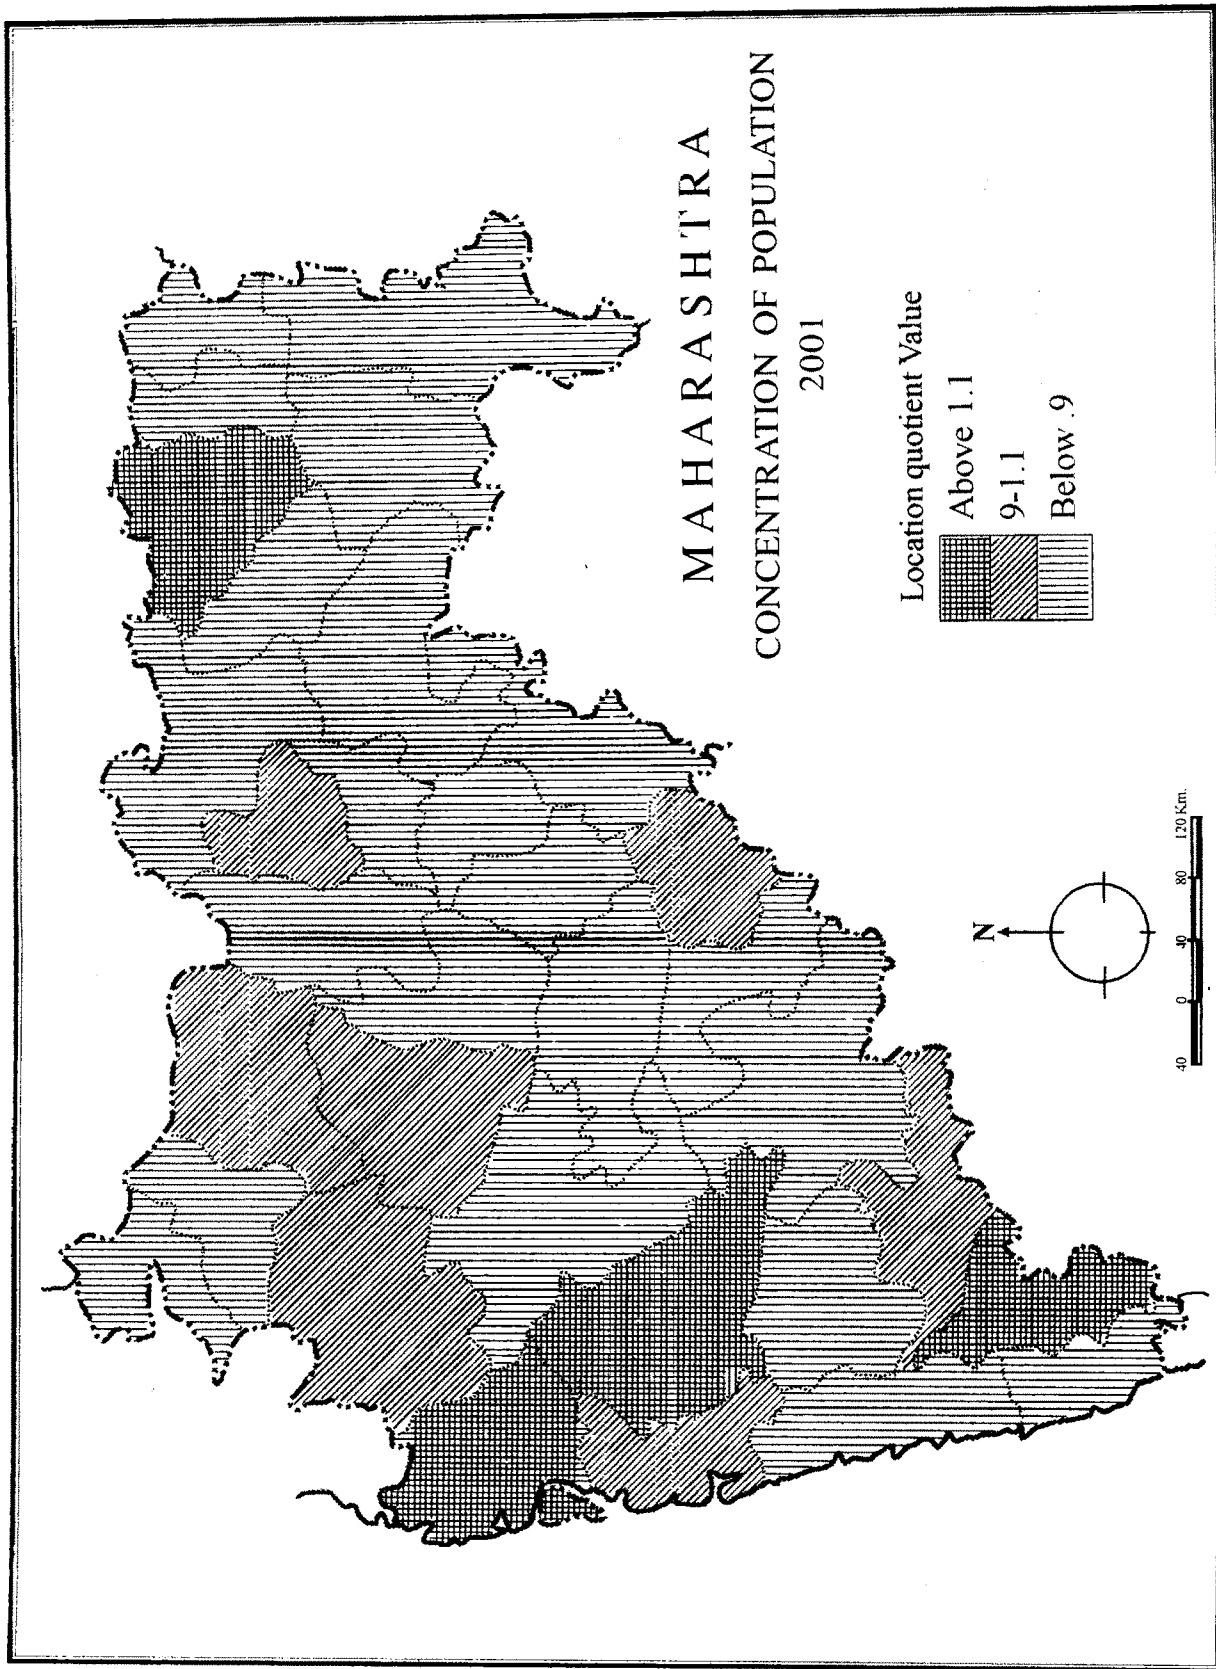 MAHARASHTRA
CONCENTRATION OF POPULATION
2001
Location quotient Value
Above 1.1
9-1.1
Below .9
N
40 0 40 80 120 Km.